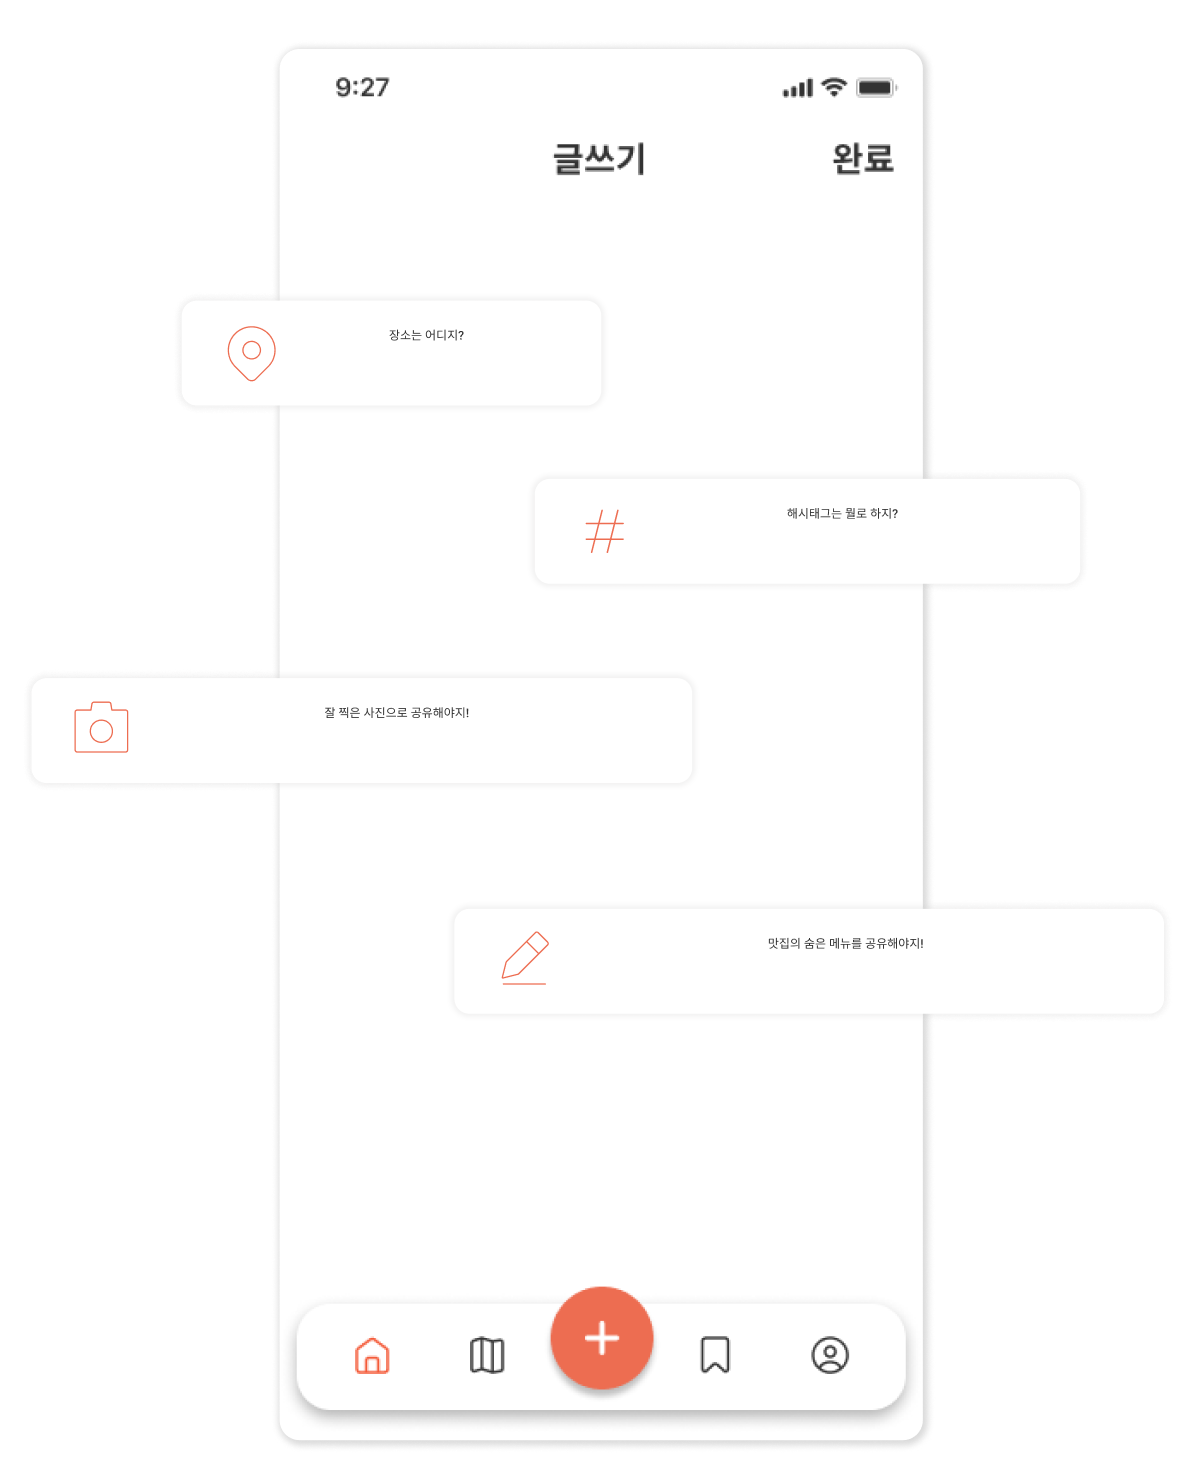 9:27
글쓰기 완료
장소는 어디지?
해시태그는 뭘로 하지?
잘 찍은 사진으로 공유해야지!
맛집의 숨은 메뉴를 공유해야지!